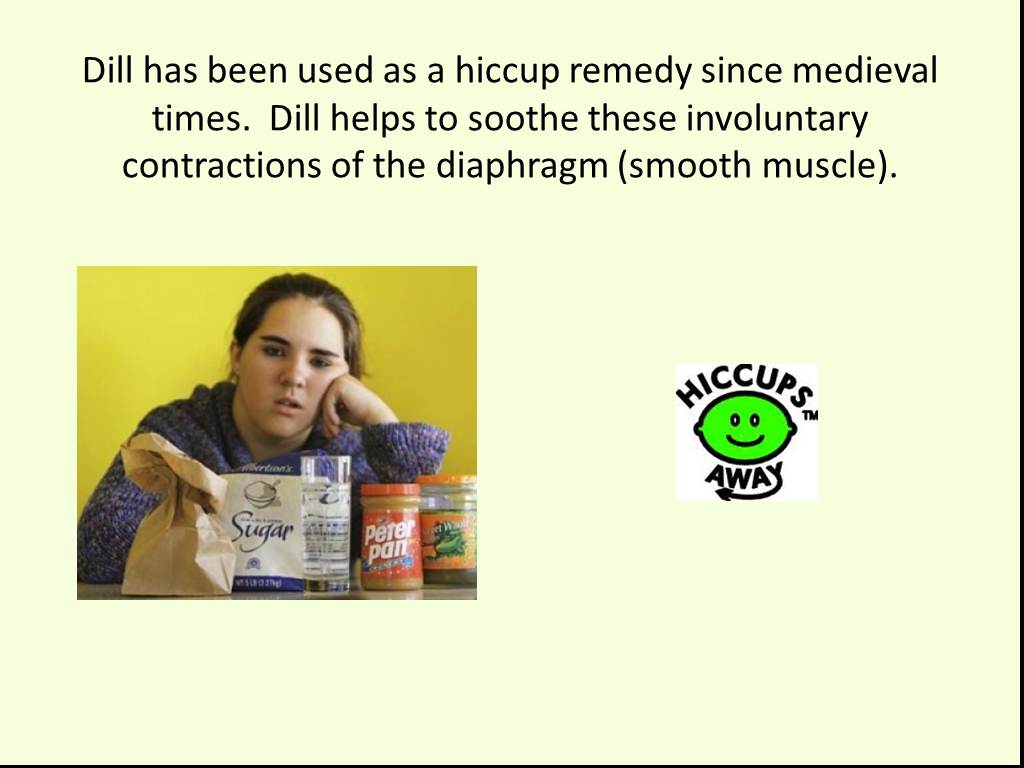 Dill has been used as a hiccup remedy since medieval
times.  Dill helps to soothe these involuntary
contractions of the diaphragm (smooth muscle).
HICCUPS
TM
AWAY
Albertson's
Sugar
Peter
pan